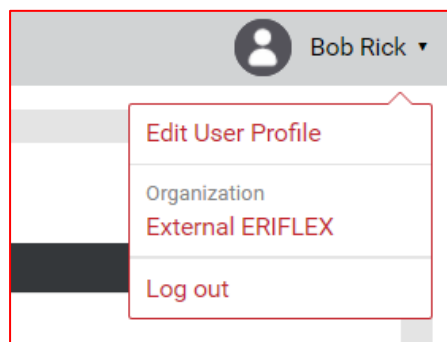 Bob Rick
Edit User Profile
Organization
External ERIFLEX
Log out